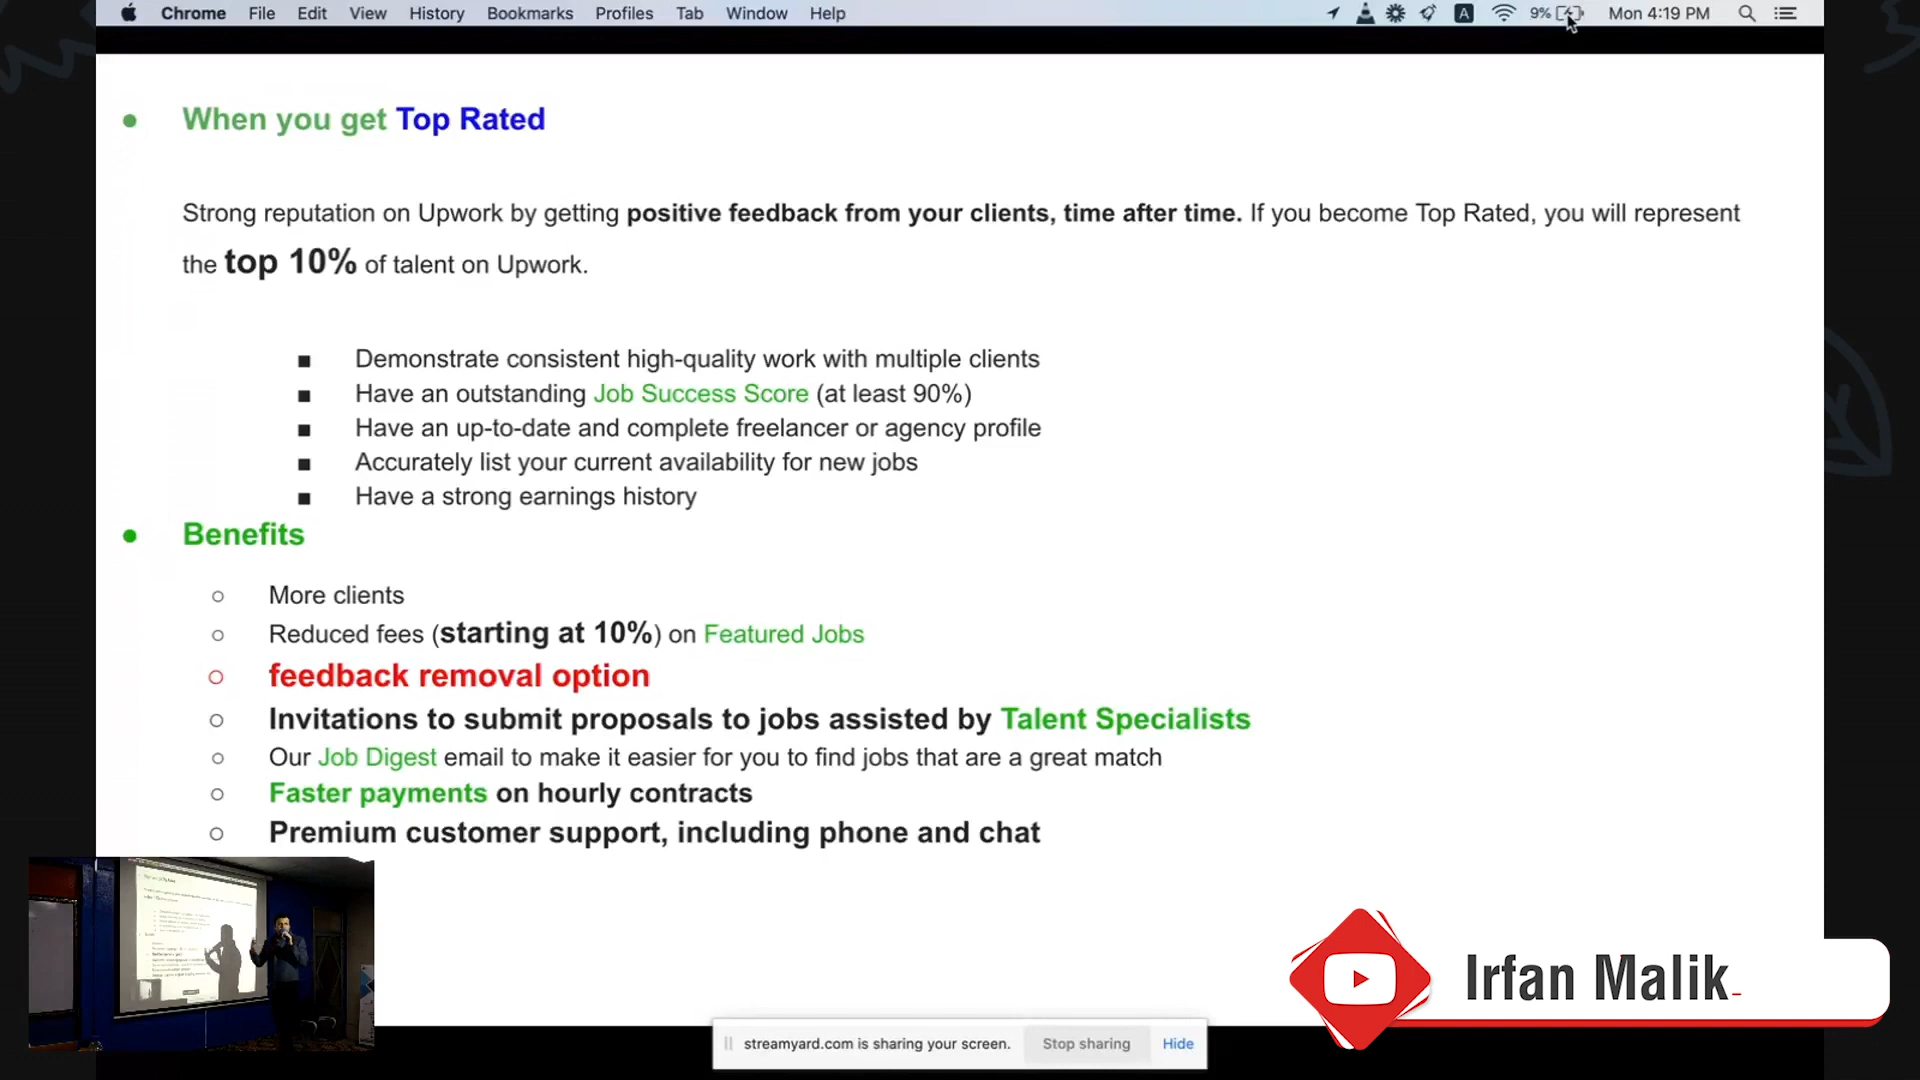 Chrome File Edit View History Bookmarks Profiles Tab Window Help
A 9% Mon 4:19 PM
When you get Top Rated
Strong reputation on Upwork by getting positive feedback from your clients, time after time. If you become Top Rated, you will represent
the top 10% of talent on Upwork.
Demonstrate consistent high-quality work with multiple clients
Have an outstanding Job Success Score (at least 90%)
Have an up-to-date and complete freelancer or agency profile
Accurately list your current availability for new jobs
Have a strong earnings history
Benefits
More clients
Reduced fees (starting at 10%) on Featured Jobs
feedback removal option
Invitations to submit proposals to jobs assisted by Talent Specialists
Our Job Digest email to make it easier for you to find jobs that are a great match
Faster payments on hourly contracts
Premium customer support, including phone and chat
Irfan Malik_
streamyard.com is sharing your screen. Stop sharing Hide